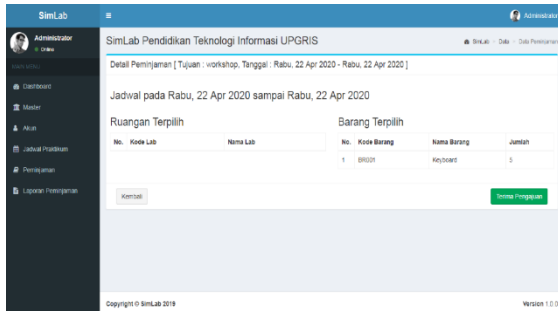 SimLab
Administrator
Administrator
Online
MAIN MENU
Dashboard
Master
Akun
Jadwal Praktikum
Peminjaman
Laporan Peminjaman
SimLab Pendidikan Teknologi Informasi UPGRIS
SimLab > Data > Data Peminjaman
Detail Peminjaman [ Tujuan : workshop, Tanggal : Rabu, 22 Apr 2020 - Rabu, 22 Apr 2020 ]
Jadwal pada Rabu, 22 Apr 2020 sampai Rabu, 22 Apr 2020
Ruangan Terpilih
No. Kode Lab Nama Lab
Barang Terpilih
No. Kode Barang Nama Barang Jumlah
1 BR001 Keyboard 5
Kembali
Terima Pengajuan
Copyright © SimLab 2019
Version 1.0.0